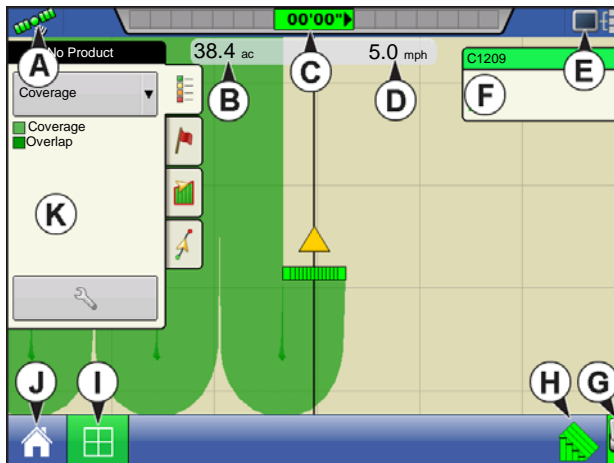 00'00"
No Product
38.4 ac
5.0 mph
C1209
A
B
C
D
E
F
Coverage
Coverage
Overlap
K
J
I
H
G